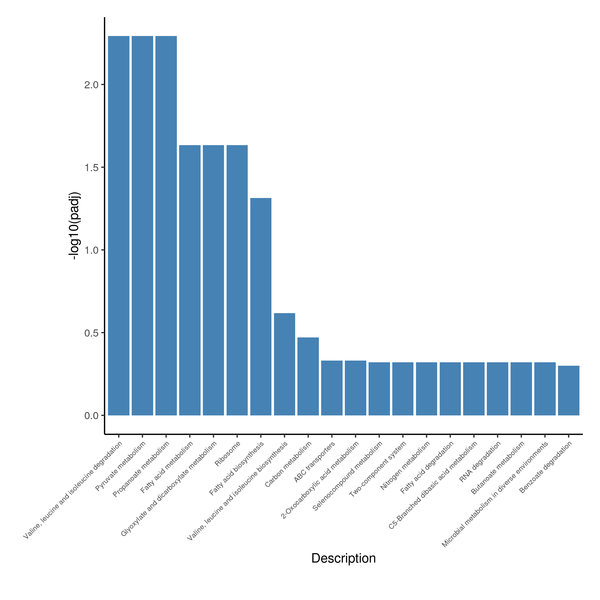 -log10(padj)
2.0
1.5
1.0
0.5
0.0
Valine, leucine and isoleucine degradation
Pyruvate metabolism
Propanoate metabolism
Fatty acid metabolism
Glyoxylate and dicarboxylate metabolism
Ribosome
Fatty acid biosynthesis
Valine, leucine and isoleucine biosynthesis
Carbon metabolism
ABC transporters
2-Oxocarboxylic acid metabolism
Selenocompound metabolism
Two-component system
Nitrogen metabolism
Fatty acid degradation
C5-Branched dibasic acid metabolism
RNA degradation
Butanoate metabolism
Microbial metabolism in diverse environments
Benzoate degradation
Description